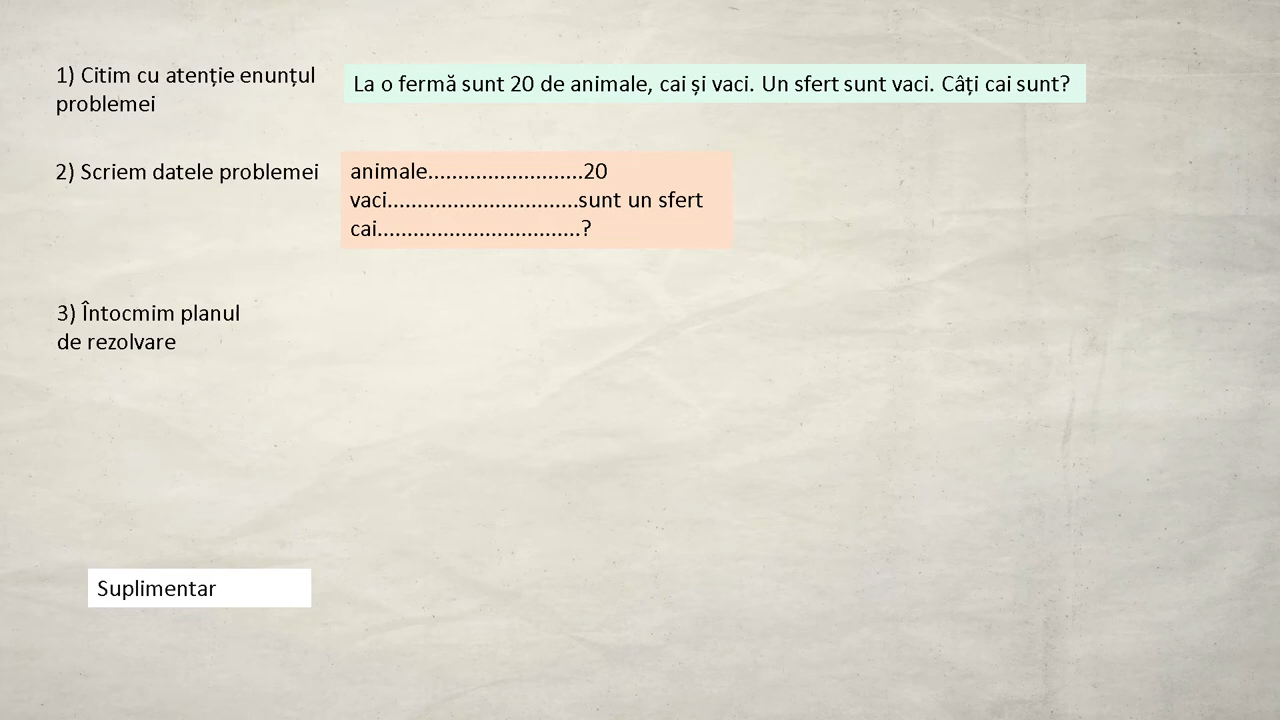 1) Citim cu atenție enunțul
problemei
La o fermă sunt 20 de animale, cai și vaci. Un sfert sunt vaci. Câți cai sunt?
2) Scriem datele problemei
animale..........................20
vaci................................sunt un sfert
cai..................................?
3) Întocmim planul
de rezolvare
Suplimentar